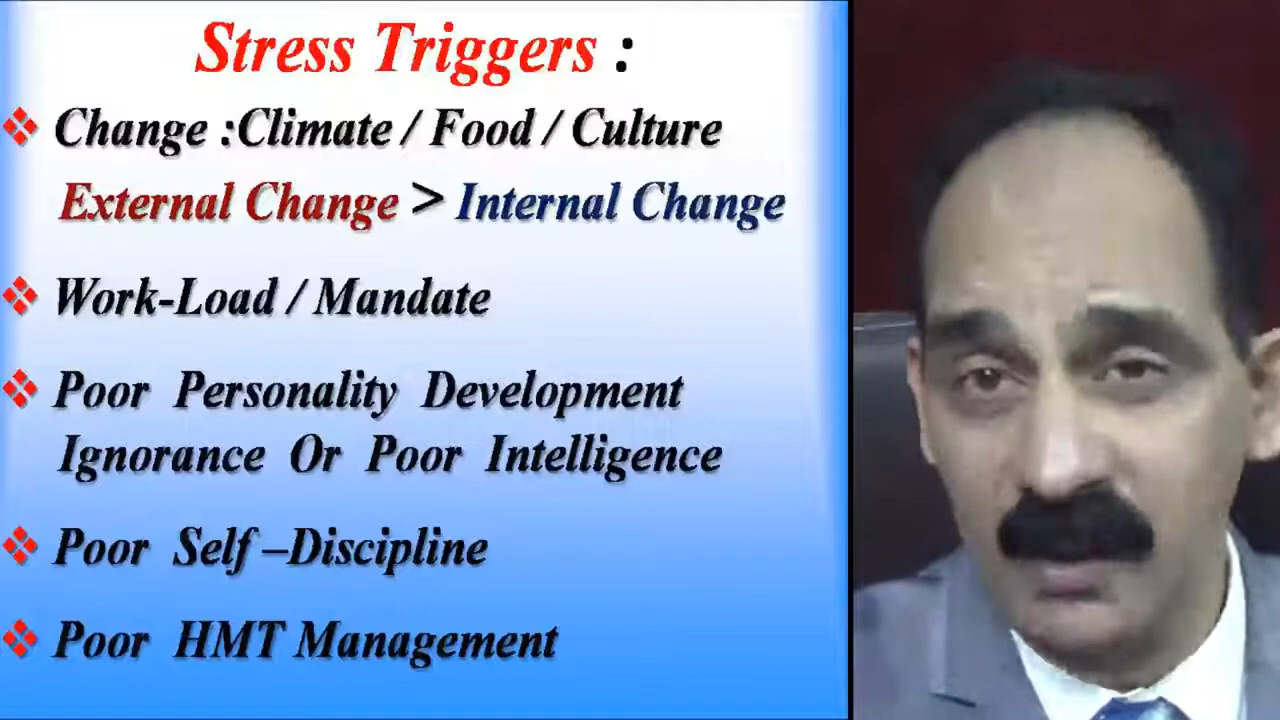 Stress Triggers :
Change :Climate / Food / Culture
External Change > Internal Change
Work-Load / Mandate
Poor Personality Development
Ignorance Or Poor Intelligence
Poor Self –Discipline
Poor HMT Management